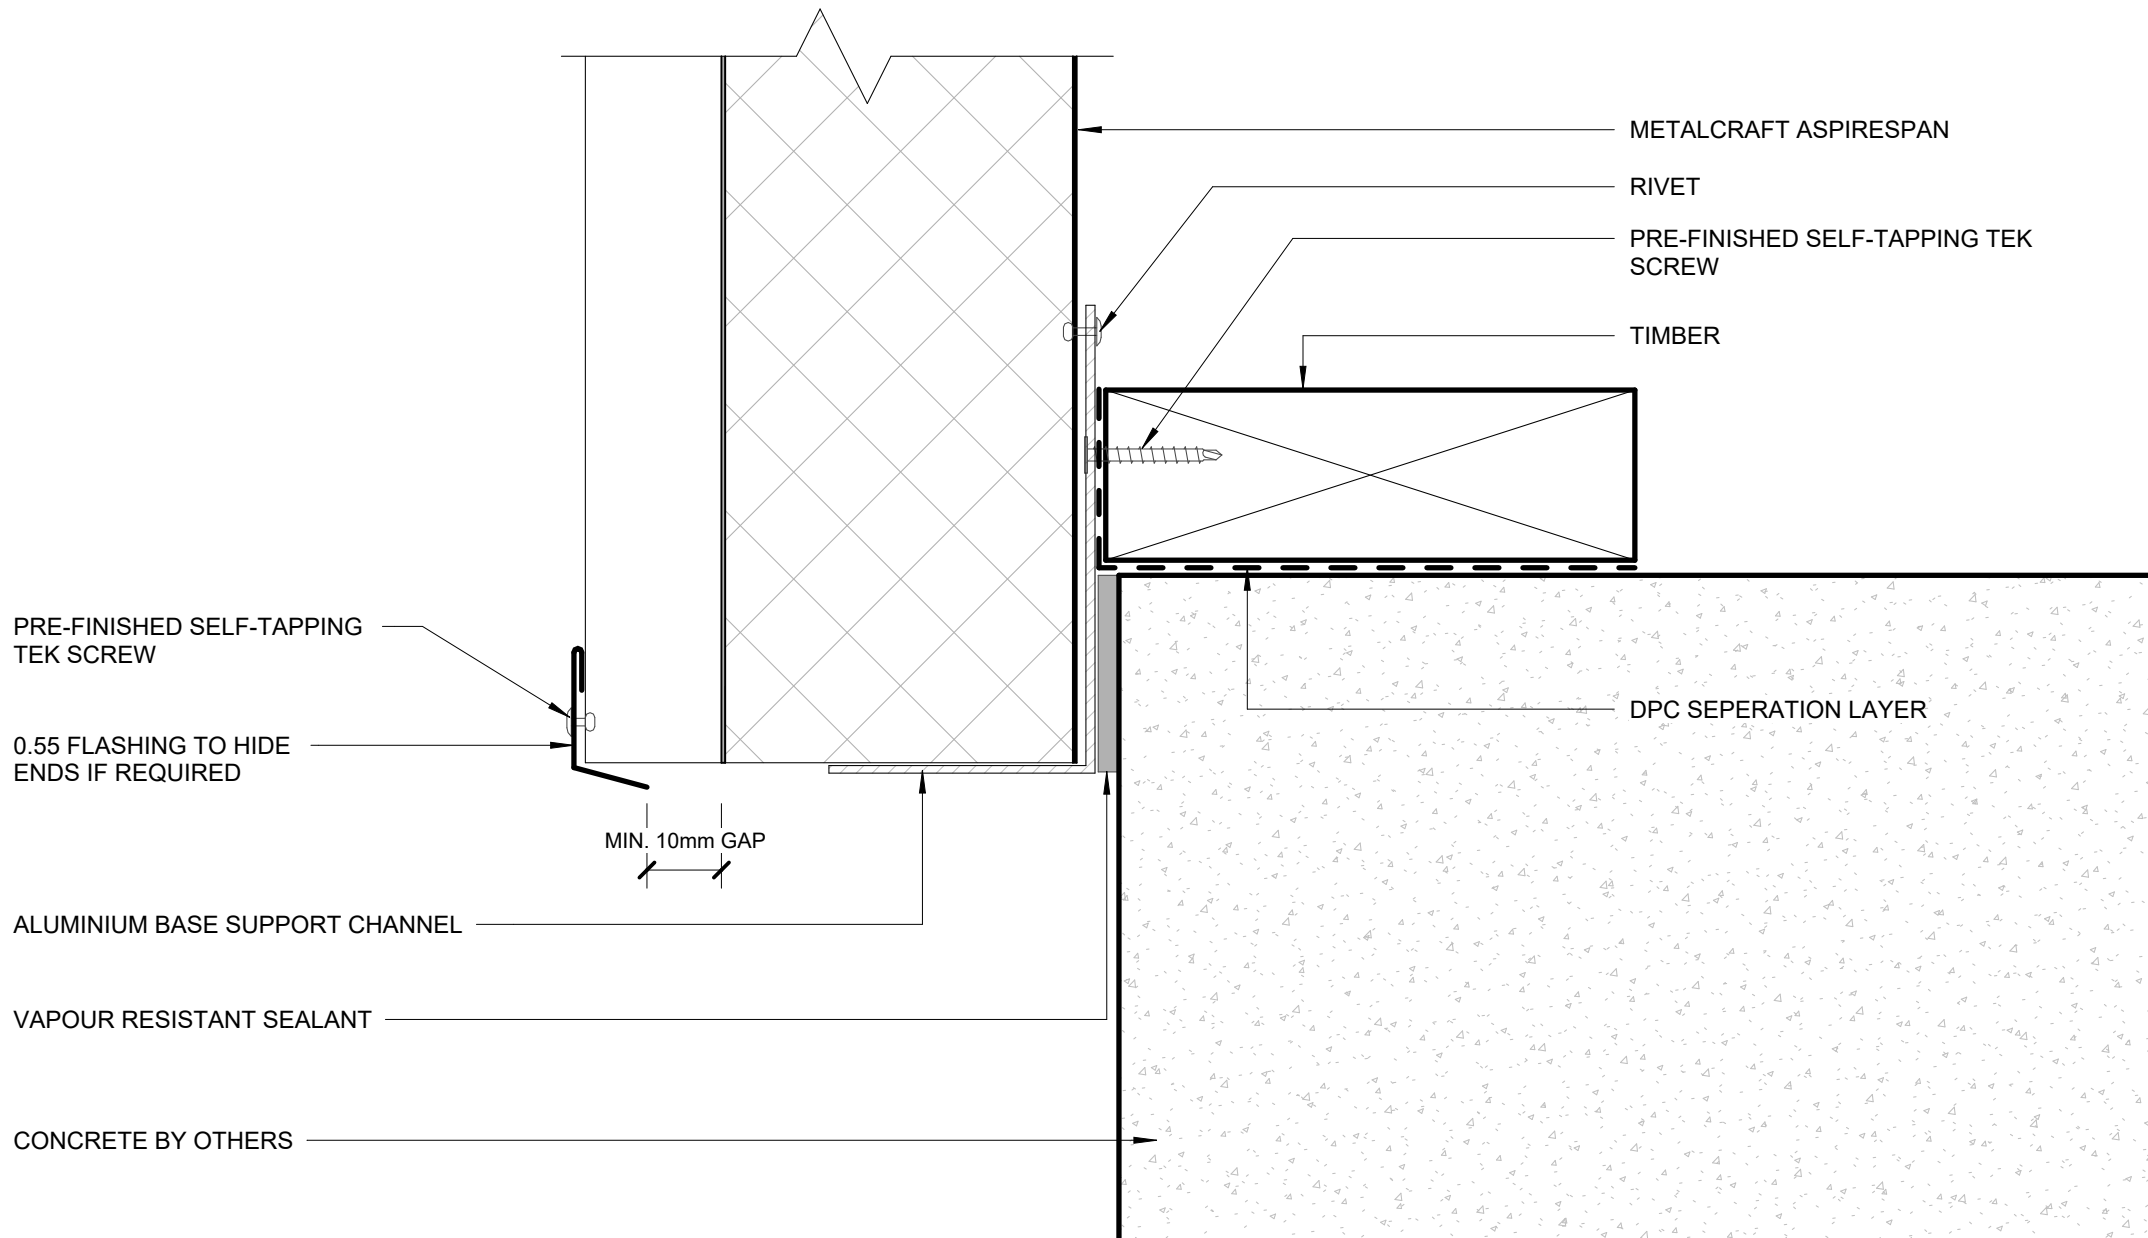 METALCRAFT ASPIRESPAN
RIVET
PRE-FINISHED SELF-TAPPING TEK
SCREW
TIMBER
PRE-FINISHED SELF-TAPPING
TEK SCREW
0.55 FLASHING TO HIDE
ENDS IF REQUIRED
DPC SEPERATION LAYER
MIN. 10mm GAP
ALUMINIUM BASE SUPPORT CHANNEL
VAPOUR RESISTANT SEALANT
CONCRETE BY OTHERS